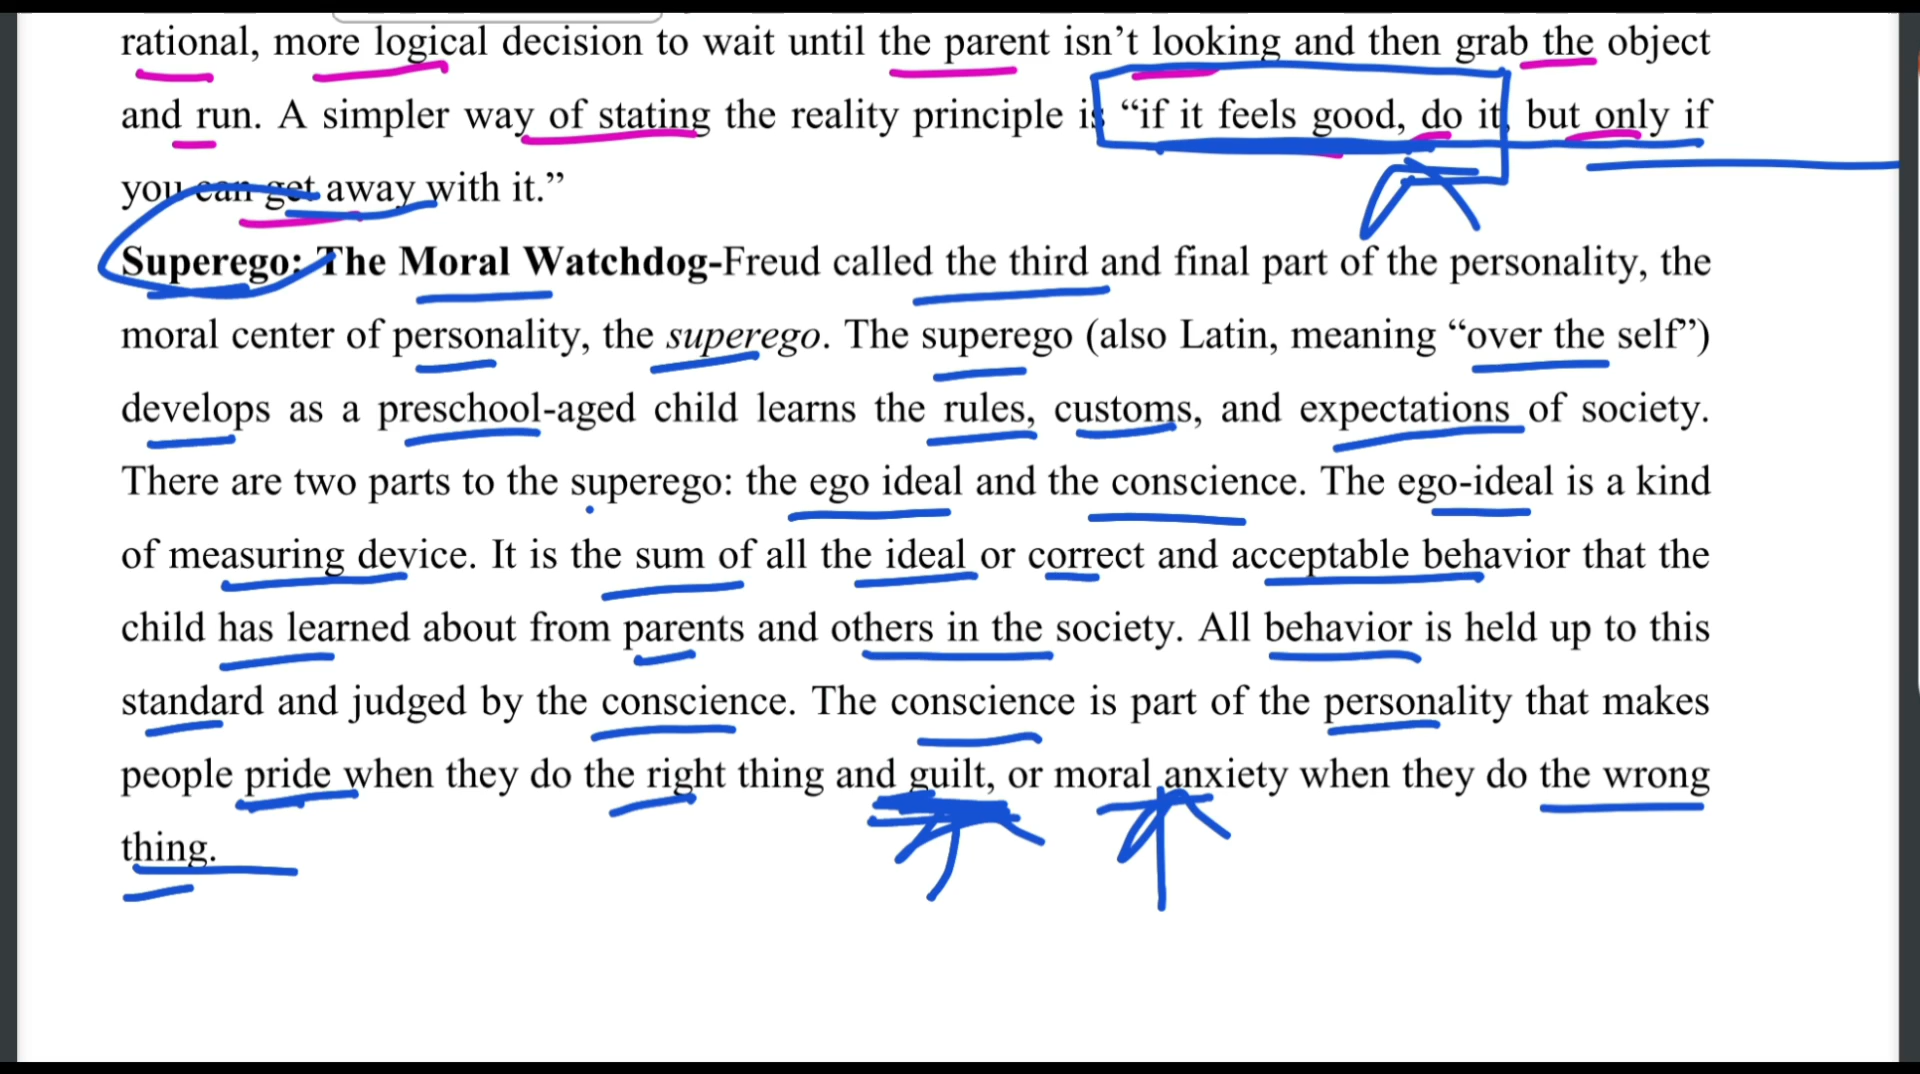 rational, more logical decision to wait until the parent isn’t looking and then grab the object
and run. A simpler way of stating the reality principle is “if it feels good, do it, but only if
you can get away with it.”
Superego: The Moral Watchdog-Freud called the third and final part of the personality, the
moral center of personality, the superego. The superego (also Latin, meaning “over the self”)
develops as a preschool-aged child learns the rules, customs, and expectations of society.
There are two parts to the superego: the ego ideal and the conscience. The ego-ideal is a kind
of measuring device. It is the sum of all the ideal or correct and acceptable behavior that the
child has learned about from parents and others in the society. All behavior is held up to this
standard and judged by the conscience. The conscience is part of the personality that makes
people pride when they do the right thing and guilt, or moral anxiety when they do the wrong
thing.